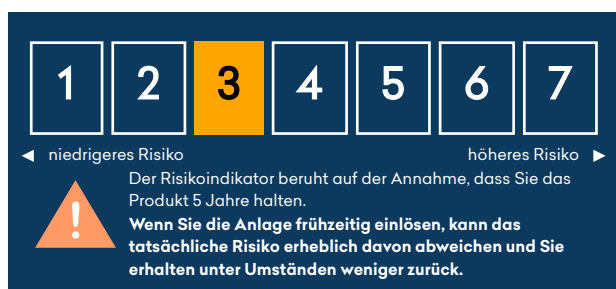 1 2 3 4 5 6 7
◄ niedrigeres Risiko höheres Risiko ►
Der Risikoindikator beruht auf der Annahme, dass Sie das
Produkt 5 Jahre halten.
Wenn Sie die Anlage frühzeitig einlösen, kann das
tatsächliche Risiko erheblich davon abweichen und Sie
erhalten unter Umständen weniger zurück.
!